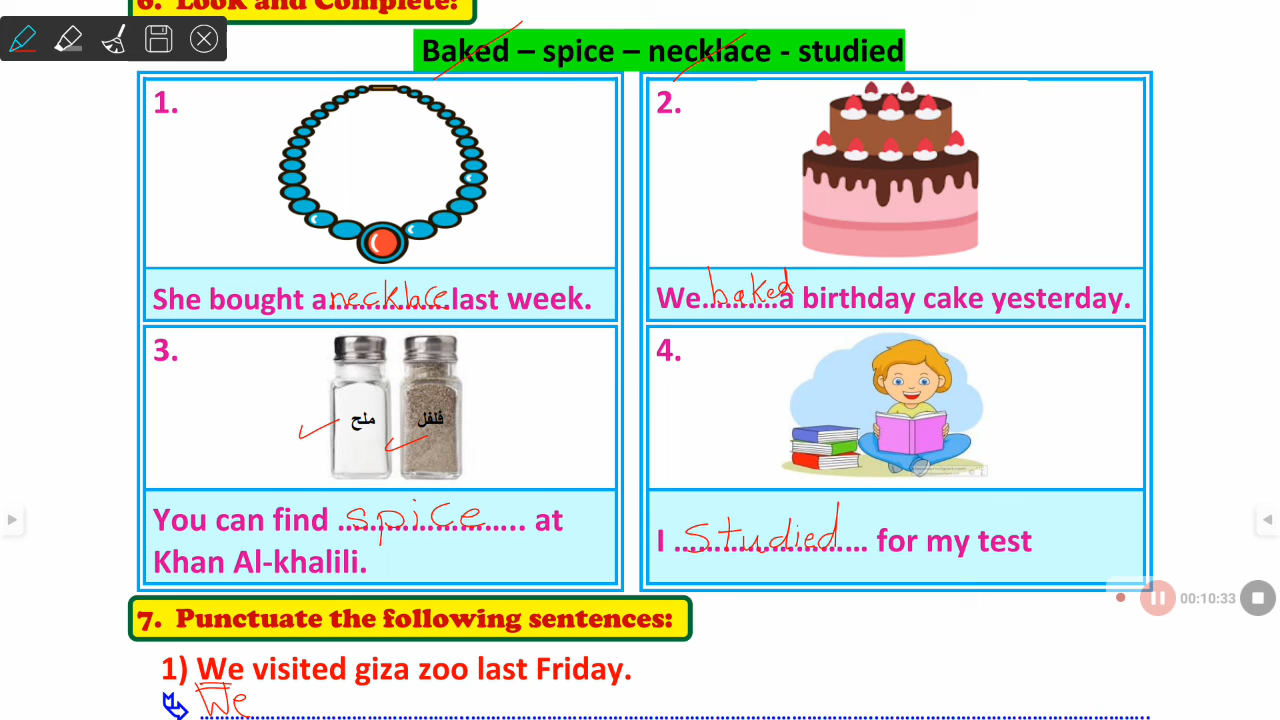 6. Look and Complete:
Baked – spice – necklace - studied
1.
She bought a necklace last week.
2.
We baked a birthday cake yesterday.
3.
ملح
فلفل
You can find spice at
Khan Al-khalili.
4.
I studied for my test
00:10:33
7. Punctuate the following sentences:
1) We visited giza zoo last Friday.
We